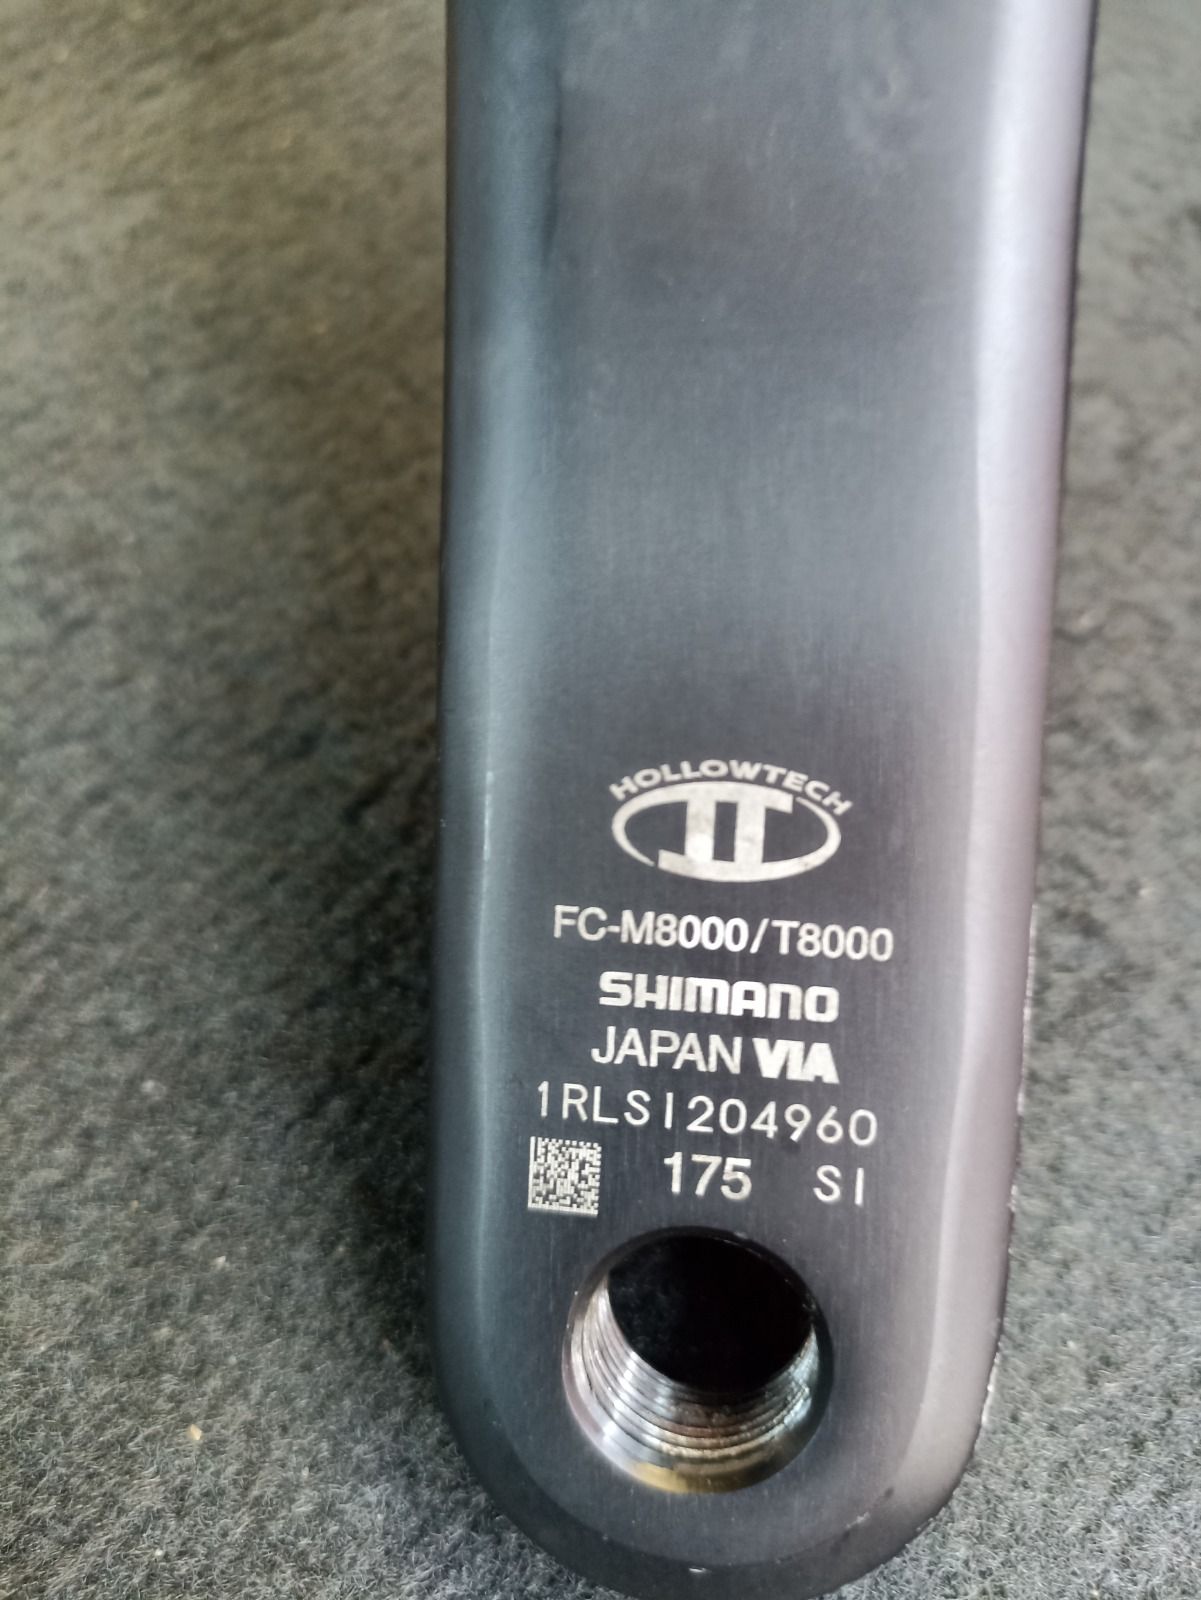 HOLLOWTECH
II
FC-M8000/T8000
SHIMANO
JAPAN VIA
1RLSI204960
175 SI